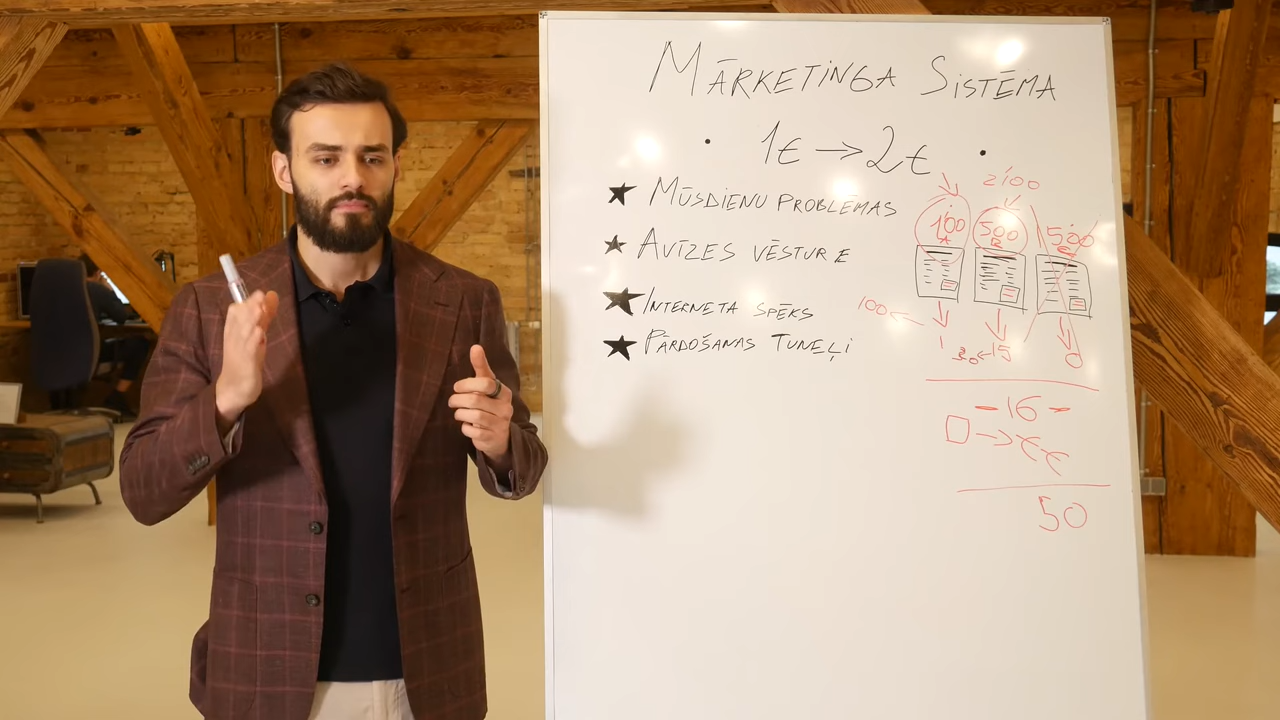 Mārketinga Sistēma
• 1€ → 2€ •
★ Mūsdienu problēmas
★ Avīzes vēsture
★ Interneta spēks
★ Pārdošanas Tuneļi
2100
100 500 500
A B
100 ← 1
30 ← 15
0
- 16 -
□ → €€
50